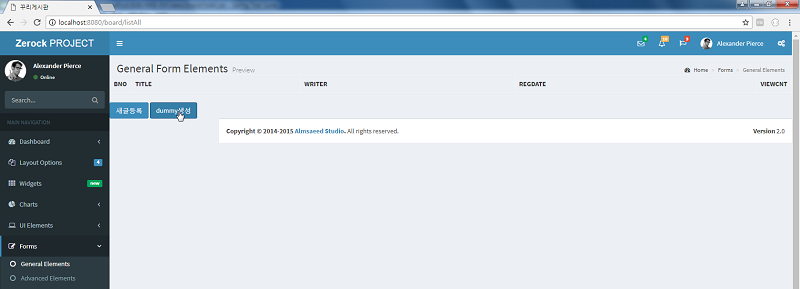 꾸러게시판
localhost:8080/board/listAll
Zerock PROJECT
4
10
9
Alexander Pierce
Alexander Pierce
Online
Search...
MAIN NAVIGATION
Dashboard
Layout Options 4
Widgets new
Charts
UI Elements
Forms
General Elements
Advanced Elements
General Form Elements Preview
Home > Forms > General Elements
BNO TITLE WRITER REGDATE VIEWCNT
새글등록 dummy생성
Copyright © 2014-2015 Almsaeed Studio. All rights reserved.
Version 2.0